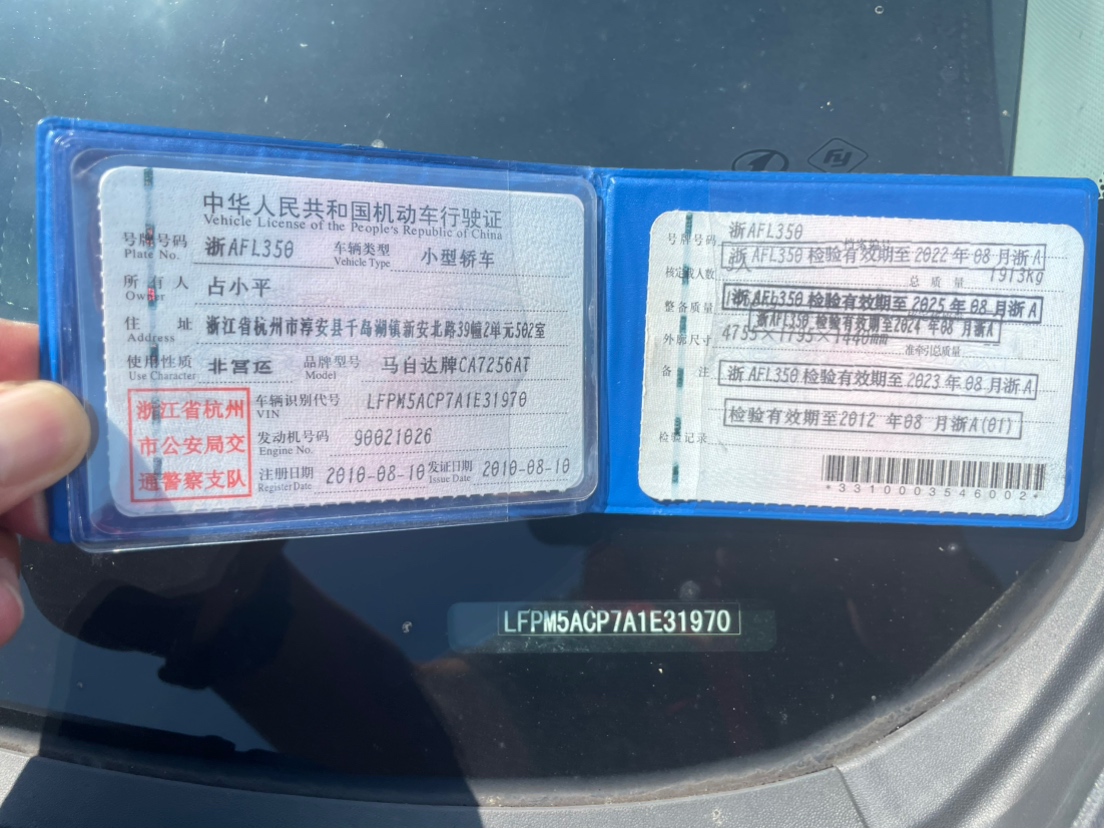 中华人民共和国机动车行驶证
Vehicle License of the People's Republic of China
号牌号码 浙AFL350 车辆类型 小型轿车
Plate No. Vehicle Type
所有人 占小平
Owner
住址 浙江省杭州市淳安县千岛湖镇新安北路39幢2单元502室
Address
使用性质 非营运 品牌型号 马自达牌CA7256AT
Use Character Model
浙江省杭州
市公安局交
通警察支队
车辆识别代号 LFPM5ACP7A1E31970
VIN
发动机号码 90021026
Engine No.
注册日期 2010-08-10 发证日期 2010-08-10
Register Date Issue Date
号牌号码 浙AFL350
浙AFL350 检验有效期至2022年08月浙A
核定载人数 总质量 1913Kg
整备质量 浙AFL350 检验有效期至2025年08月浙A
浙AFL350 检验有效期至2024年08月浙A
外廓尺寸 4755×1795×1440mm 准牵引总质量
备注 浙AFL350 检验有效期至2023年08月浙A
检验有效期至2012年08月浙A(01)
检验记录
*3310003546002*
LFPM5ACP7A1E31970